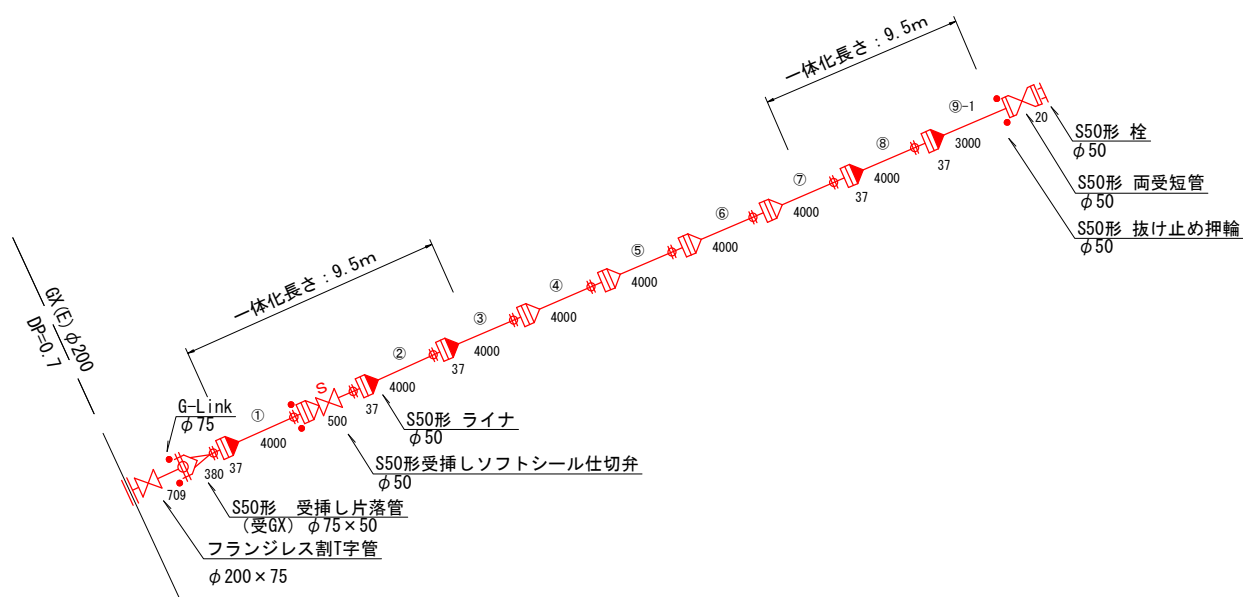 一体化長さ：9.5m
⑨-1
3000
37
20
S50形 栓
φ50
S50形 両受短管
φ50
S50形 抜け止め押輪
φ50
⑧
4000
37
⑦
4000
⑥
4000
⑤
4000
④
4000
③
4000
37
一体化長さ：9.5m
②
4000
37
S50形 ライナ
φ50
S
500
S50形受挿しソフトシール仕切弁
φ50
①
4000
37
G-Link
φ75
380
S50形　受挿し片落管
（受GX） φ75×50
709
フランジレス割T字管
φ200×75
GX(E)φ200
DP=0.7